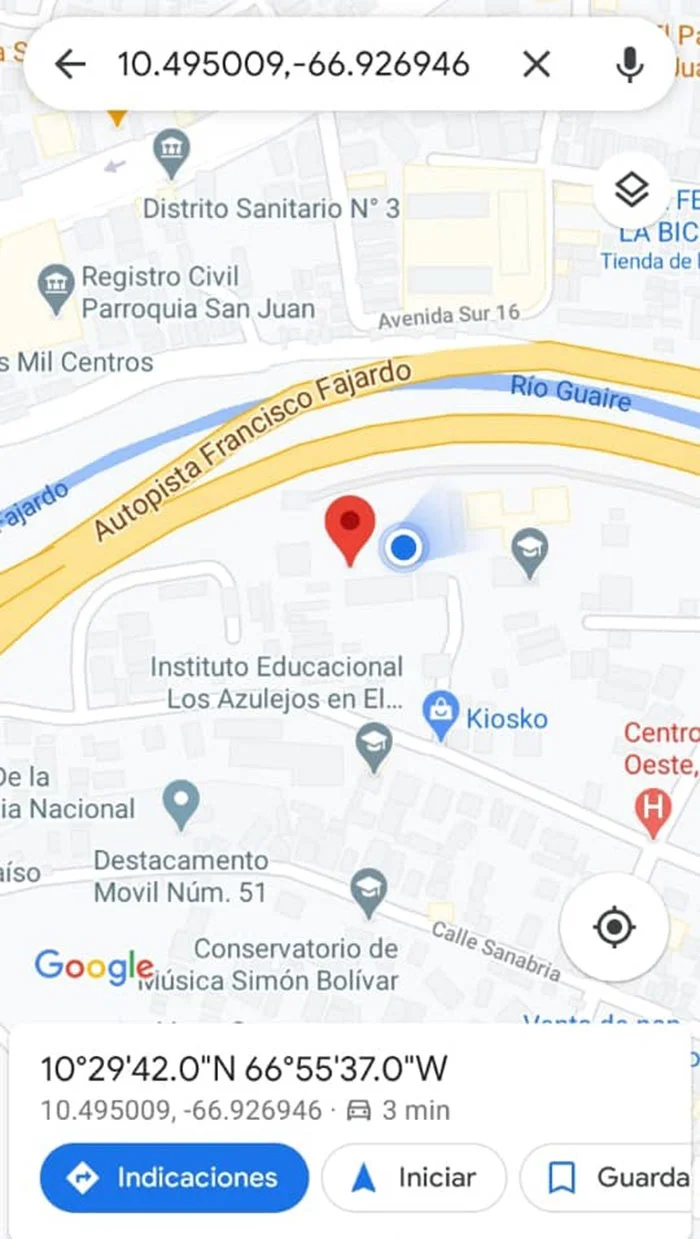 10.495009,-66.926946
Distrito Sanitario N° 3
LA BIC
Tienda de
Registro Civil
Parroquia San Juan
Avenida Sur 16
s Mil Centros
Autopista Francisco Fajardo
Río Guaire
Fajardo
Instituto Educacional
Los Azulejos en El...
Kiosko
Centro
Oeste,
De la
ia Nacional
Destacamento
Movil Núm. 51
aíso
Calle Sanabria
Conservatorio de
Música Simón Bolívar
Google
10°29'42.0"N 66°55'37.0"W
10.495009, -66.926946 · 3 min
Indicaciones
Iniciar
Guarda